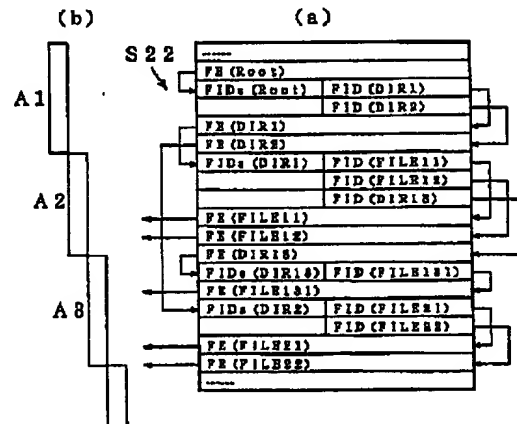 (b)
(a)
S22
A1
A2
A3
......
FE(Root)
FIDs(Root) FID(DIR1)
FID(DIR2)
FE(DIR1)
FE(DIR2)
FIDs(DIR1) FID(FILE11)
FID(FILE12)
FID(DIR13)
FE(FILE11)
FE(FILE12)
FE(DIR13)
FIDs(DIR13) FID(FILE131)
FE(FILE131)
FIDs(DIR2) FID(FILE21)
FID(FILE22)
FE(FILE21)
FE(FILE22)
......